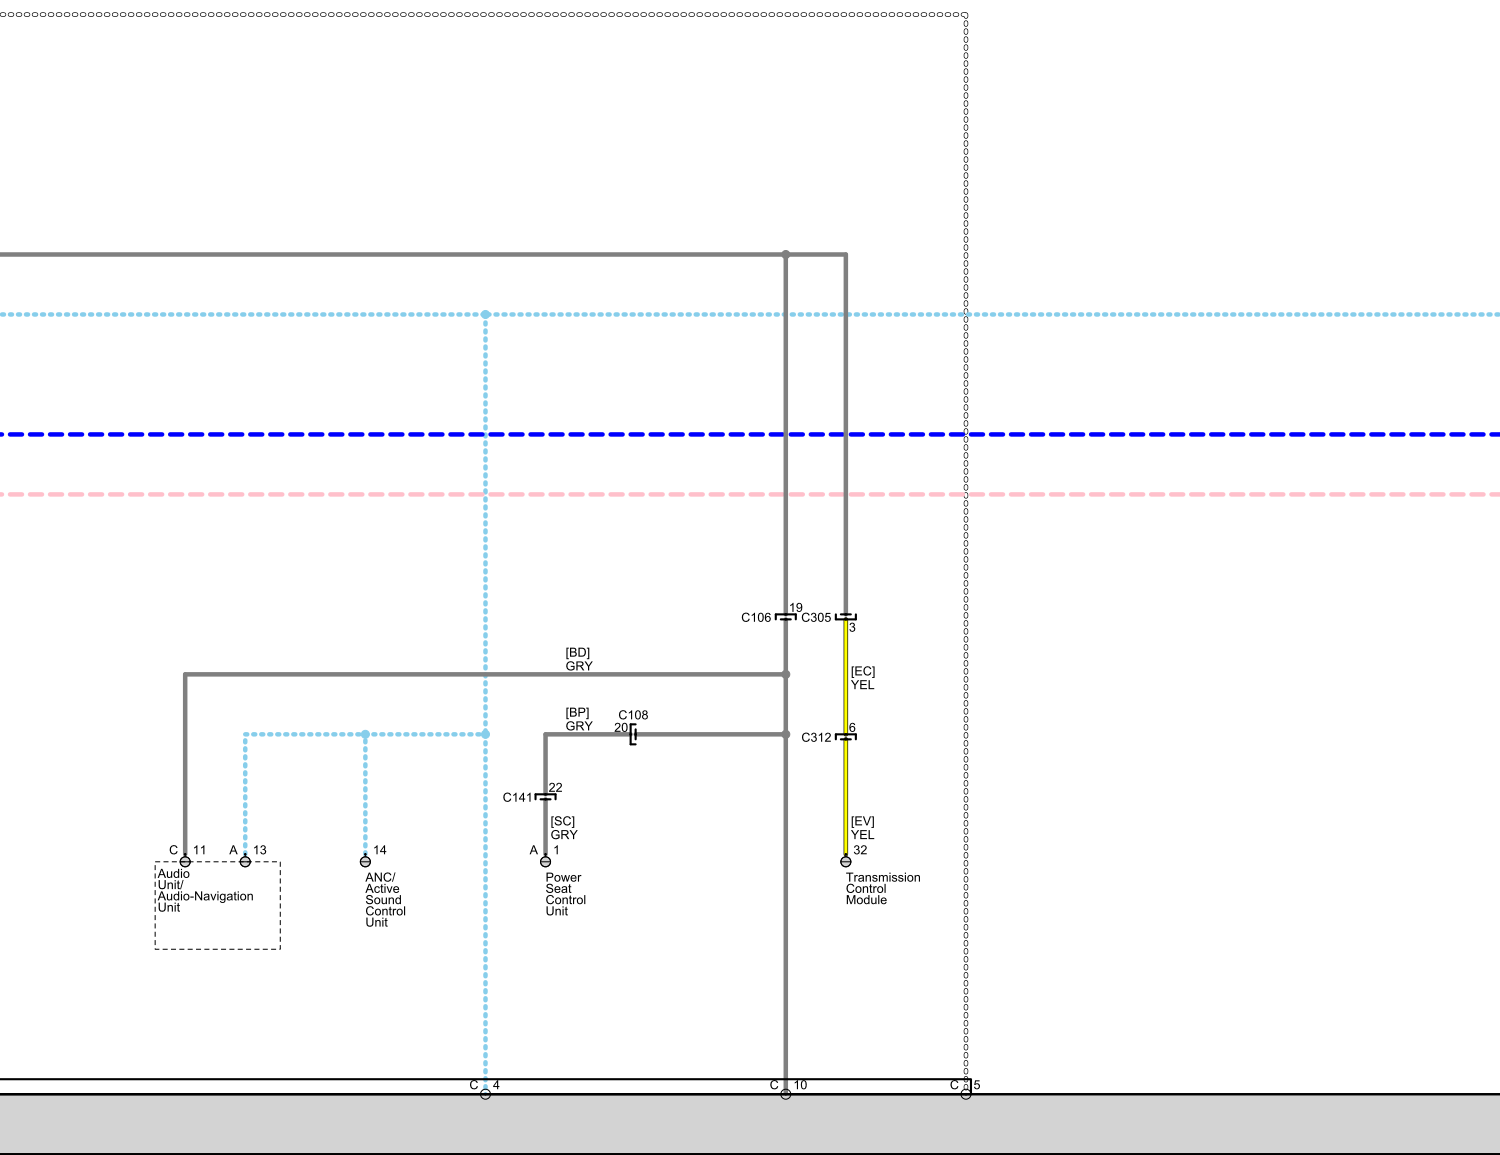 19
C106
C305
3
[BD]
GRY
[EC]
YEL
[BP]
GRY
C108
20
6
C312
22
C141
[SC]
GRY
[EV]
YEL
C 11
A 13
14
A 1
32
Audio
Unit/
Audio-Navigation
Unit
ANC/
Active
Sound
Control
Unit
Power
Seat
Control
Unit
Transmission
Control
Module
C 4
C 10
C 5